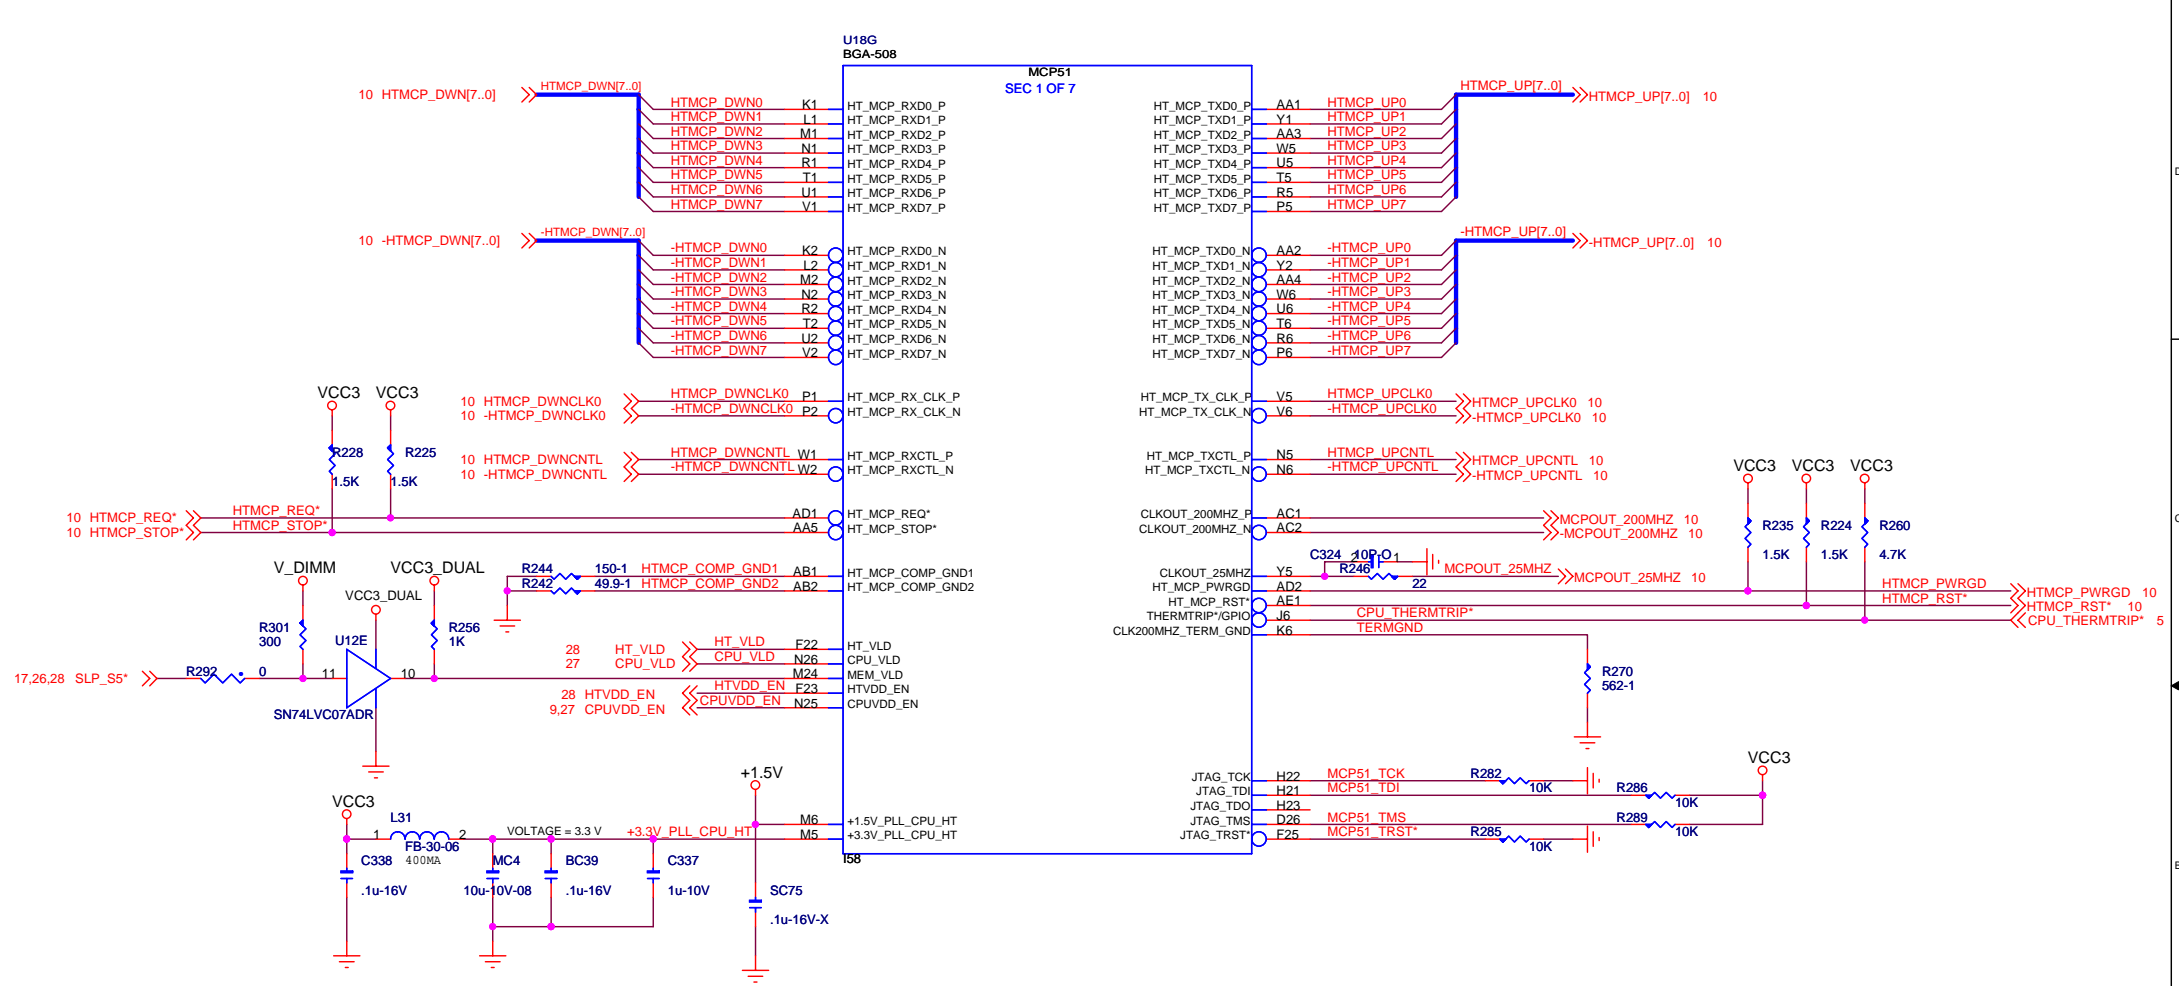 U18G
BGA-508
MCP51
SEC 1 OF 7
10 HTMCP_DWN[7..0]
HTMCP_DWN[7..0]
HTMCP_DWN0 K1 HT_MCP_RXD0_P
HTMCP_DWN1 L1 HT_MCP_RXD1_P
HTMCP_DWN2 M1 HT_MCP_RXD2_P
HTMCP_DWN3 N1 HT_MCP_RXD3_P
HTMCP_DWN4 R1 HT_MCP_RXD4_P
HTMCP_DWN5 T1 HT_MCP_RXD5_P
HTMCP_DWN6 U1 HT_MCP_RXD6_P
HTMCP_DWN7 V1 HT_MCP_RXD7_P
HT_MCP_TXD0_P AA1 HTMCP_UP0
HT_MCP_TXD1_P Y1 HTMCP_UP1
HT_MCP_TXD2_P AA3 HTMCP_UP2
HT_MCP_TXD3_P W5 HTMCP_UP3
HT_MCP_TXD4_P U5 HTMCP_UP4
HT_MCP_TXD5_P T5 HTMCP_UP5
HT_MCP_TXD6_P R5 HTMCP_UP6
HT_MCP_TXD7_P P5 HTMCP_UP7
HTMCP_UP[7..0]
HTMCP_UP[7..0] 10
10 -HTMCP_DWN[7..0]
-HTMCP_DWN[7..0]
-HTMCP_DWN0 K2 HT_MCP_RXD0_N
-HTMCP_DWN1 L2 HT_MCP_RXD1_N
-HTMCP_DWN2 M2 HT_MCP_RXD2_N
-HTMCP_DWN3 N2 HT_MCP_RXD3_N
-HTMCP_DWN4 R2 HT_MCP_RXD4_N
-HTMCP_DWN5 T2 HT_MCP_RXD5_N
-HTMCP_DWN6 U2 HT_MCP_RXD6_N
-HTMCP_DWN7 V2 HT_MCP_RXD7_N
HT_MCP_TXD0_N AA2 -HTMCP_UP0
HT_MCP_TXD1_N Y2 -HTMCP_UP1
HT_MCP_TXD2_N AA4 -HTMCP_UP2
HT_MCP_TXD3_N W6 -HTMCP_UP3
HT_MCP_TXD4_N U6 -HTMCP_UP4
HT_MCP_TXD5_N T6 -HTMCP_UP5
HT_MCP_TXD6_N R6 -HTMCP_UP6
HT_MCP_TXD7_N P6 -HTMCP_UP7
-HTMCP_UP[7..0]
-HTMCP_UP[7..0] 10
10 HTMCP_DWNCLK0 HTMCP_DWNCLK0 P1 HT_MCP_RX_CLK_P
10 -HTMCP_DWNCLK0 -HTMCP_DWNCLK0 P2 HT_MCP_RX_CLK_N
HT_MCP_TX_CLK_P V5 HTMCP_UPCLK0 HTMCP_UPCLK0 10
HT_MCP_TX_CLK_N V6 -HTMCP_UPCLK0 -HTMCP_UPCLK0 10
10 HTMCP_DWNCNTL HTMCP_DWNCNTL W1 HT_MCP_RXCTL_P
10 -HTMCP_DWNCNTL -HTMCP_DWNCNTL W2 HT_MCP_RXCTL_N
HT_MCP_TXCTL_P N5 HTMCP_UPCNTL HTMCP_UPCNTL 10
HT_MCP_TXCTL_N N6 -HTMCP_UPCNTL -HTMCP_UPCNTL 10
VCC3 VCC3
R228 R225
1.5K 1.5K
10 HTMCP_REQ* HTMCP_REQ* AD1 HT_MCP_REQ*
10 HTMCP_STOP* HTMCP_STOP* AA5 HT_MCP_STOP*
CLKOUT_200MHZ_P AC1 MCPOUT_200MHZ 10
CLKOUT_200MHZ_N AC2 -MCPOUT_200MHZ 10
VCC3 VCC3 VCC3
R235 R224 R260
1.5K 1.5K 4.7K
R244 150-1 HTMCP_COMP_GND1 AB1 HT_MCP_COMP_GND1
R242 49.9-1 HTMCP_COMP_GND2 AB2 HT_MCP_COMP_GND2
C324 10P-O
2 1
R246 22
CLKOUT_25MHZ Y5 MCPOUT_25MHZ MCPOUT_25MHZ 10
HT_MCP_PWRGD AD2 HTMCP_PWRGD HTMCP_PWRGD 10
HT_MCP_RST* AE1 HTMCP_RST* HTMCP_RST* 10
THERMTRIP*/GPIO J6 CPU_THERMTRIP* CPU_THERMTRIP* 5
CLK200MHZ_TERM_GND K6 TERMGND
R270
562-1
V_DIMM VCC3_DUAL
VCC3_DUAL
R301
300
U12E
R256
1K
17,26,28 SLP_S5* R292 0 11 10
SN74LVC07ADR
28 HT_VLD HT_VLD F22 HT_VLD
27 CPU_VLD CPU_VLD N26 CPU_VLD
M24 MEM_VLD
28 HTVDD_EN HTVDD_EN F23 HTVDD_EN
9,27 CPUVDD_EN CPUVDD_EN N25 CPUVDD_EN
+1.5V
M6 +1.5V_PLL_CPU_HT
VCC3
L31
1 2
FB-30-06
400MA
VOLTAGE = 3.3 V +3.3V_PLL_CPU_HT M5 +3.3V_PLL_CPU_HT
C338
.1u-16V
MC4
10u-10V-08
BC39
.1u-16V
C337
1u-10V
SC75
.1u-16V-X
I58
VCC3
JTAG_TCK H22 MCP51_TCK R282 10K
JTAG_TDI H21 MCP51_TDI R286 10K
JTAG_TDO H23
JTAG_TMS D26 MCP51_TMS R289 10K
JTAG_TRST* F25 MCP51_TRST* R285 10K